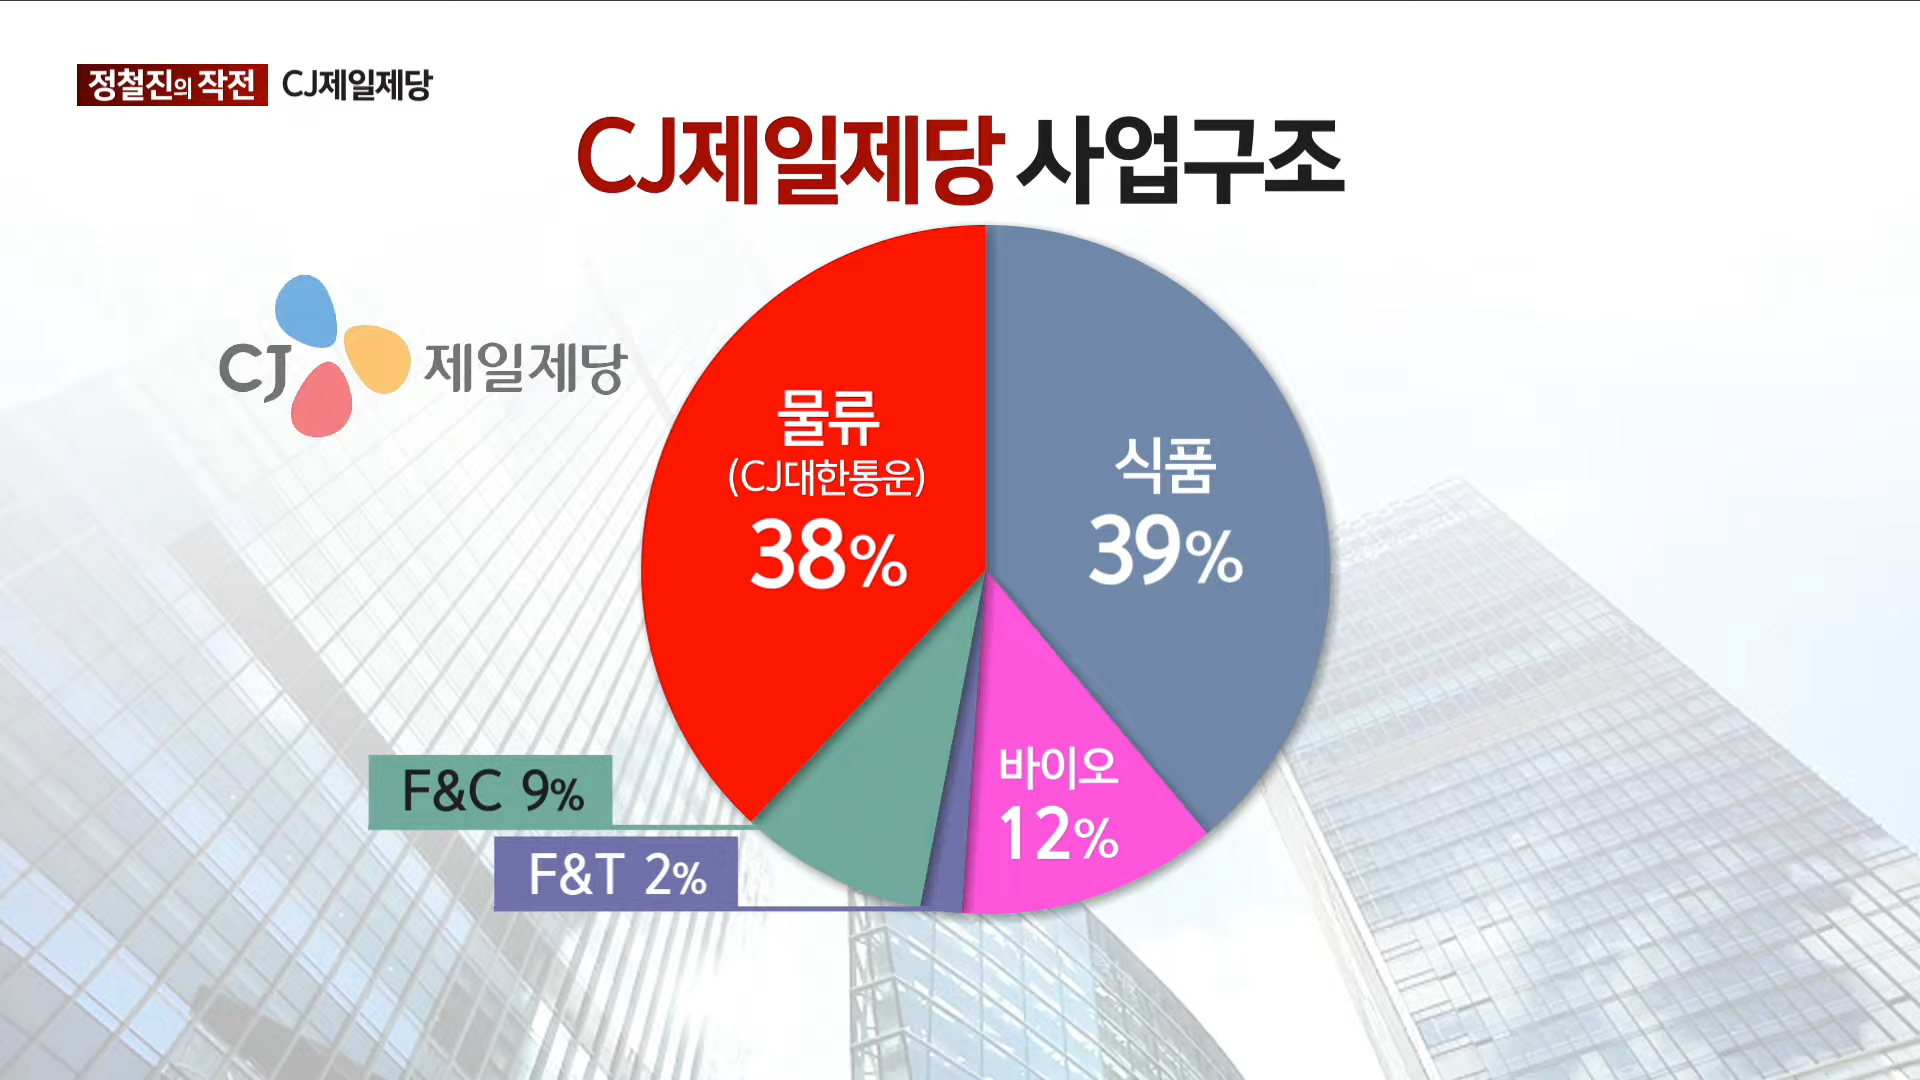 정철진의 작전 CJ제일제당
CJ제일제당 사업구조
CJ 제일제당
물류
(CJ대한통운)
38%
식품
39%
바이오
12%
F&C 9%
F&T 2%